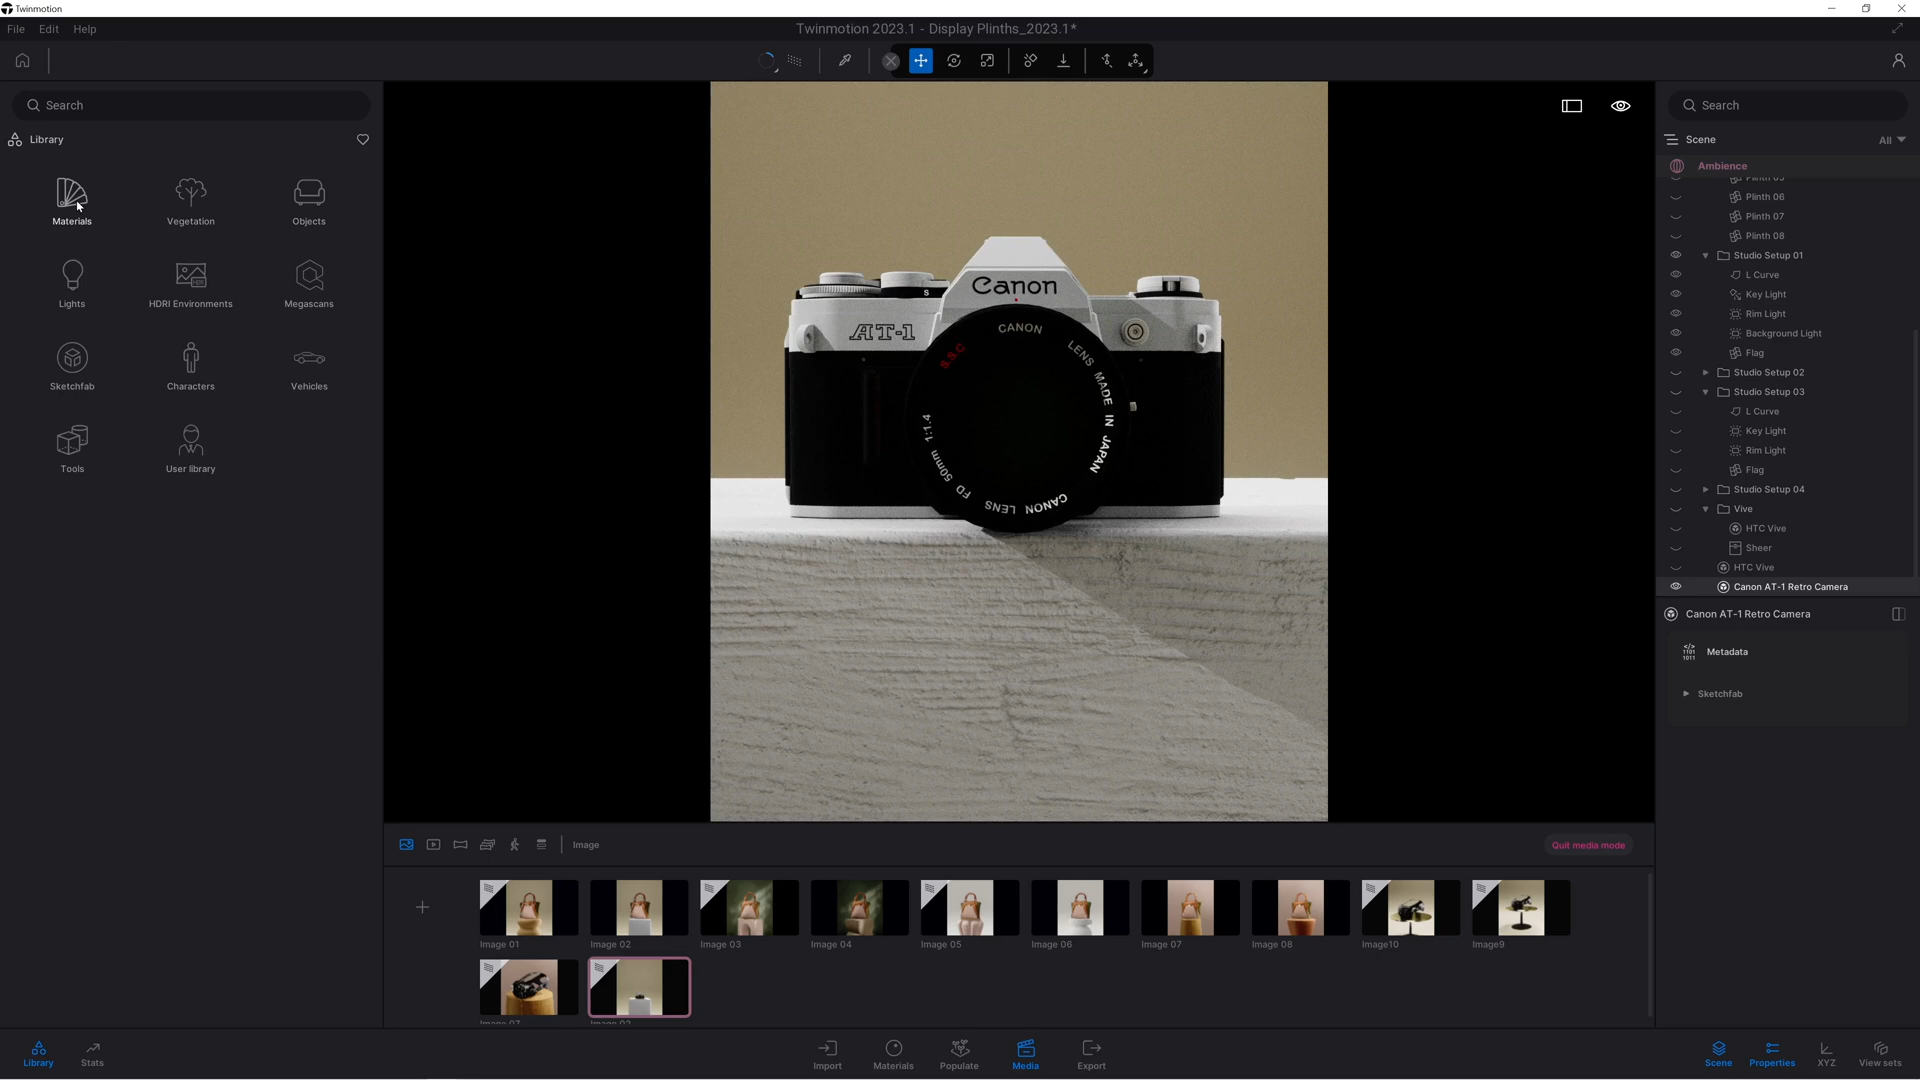 Twinmotion
File Edit Help
Twinmotion 2023.1 - Display Plinths_2023.1*
Search
Library
Materials
Vegetation
Objects
Lights
HDRI Environments
Megascans
Sketchfab
Characters
Vehicles
Tools
User library
S
Canon
AT-1
CANON
LENS MADE IN JAPAN
CANON LENS
FD 50mm 1:1.4
S.S.C
Search
Scene
All
Ambience
Plinth 05
Plinth 06
Plinth 07
Plinth 08
Studio Setup 01
L Curve
Key Light
Rim Light
Background Light
Flag
Studio Setup 02
Studio Setup 03
L Curve
Key Light
Rim Light
Flag
Studio Setup 04
Vive
HTC Vive
Sheer
HTC Vive
Canon AT-1 Retro Camera
Canon AT-1 Retro Camera
Metadata
Sketchfab
Image
Quit media mode
Image 01
Image 02
Image 03
Image 04
Image 05
Image 06
Image 07
Image 08
Image10
Image9
Image 07
Image 02
Library
Stats
Import
Materials
Populate
Media
Export
Scene
Properties
XYZ
View sets